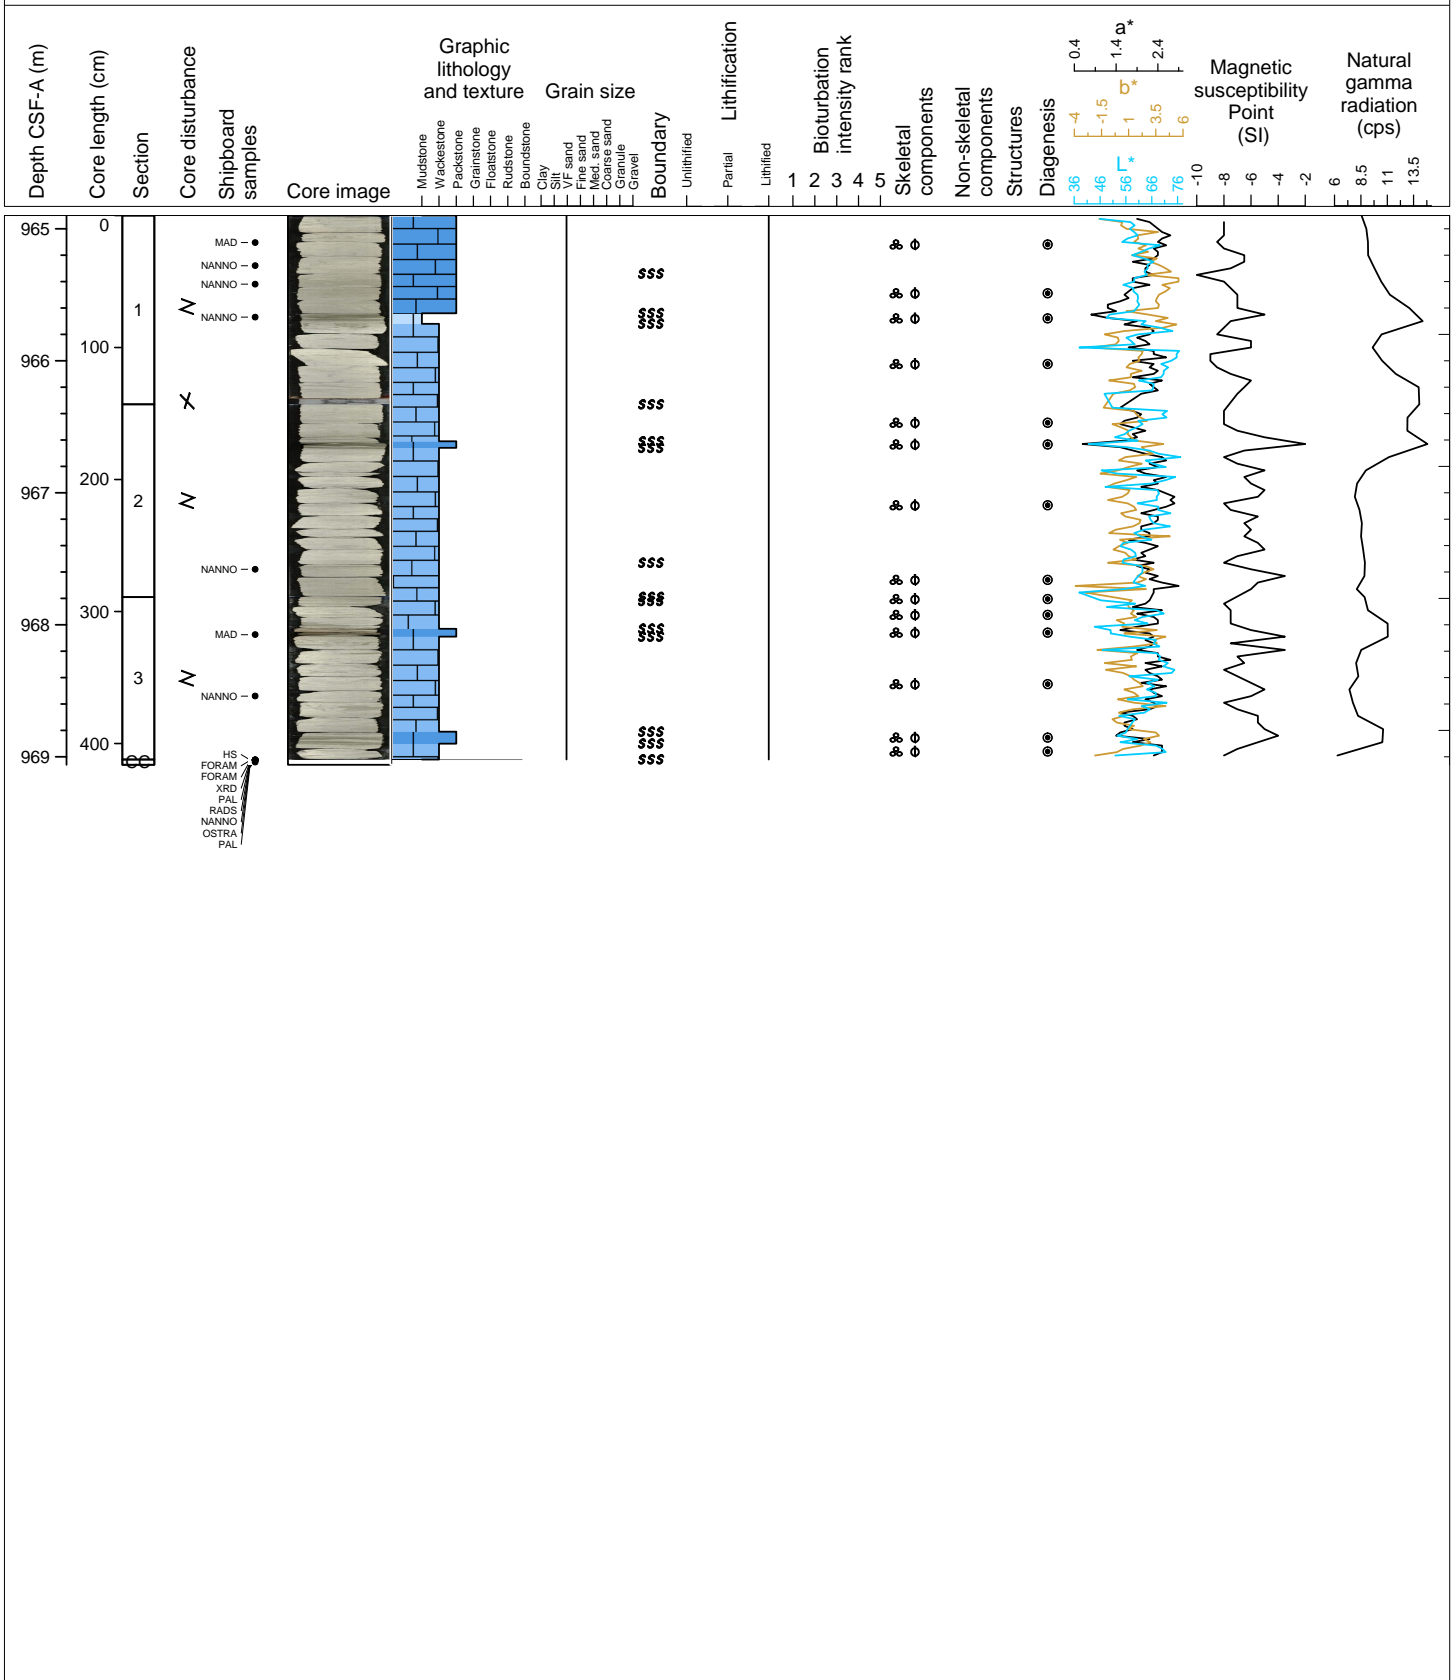 Depth CSF-A (m)
Core length (cm)
Section
Core disturbance
Shipboard
samples
Core image
Graphic
lithology
and texture
Mudstone
Wackestone
Packstone
Grainstone
Floatstone
Rudstone
Boundstone
Grain size
Clay
Silt
VF sand
Fine sand
Med. sand
Coarse sand
Granule
Gravel
Boundary
Lithification
Unlithified
Partial
Lithified
Bioturbation
intensity rank
1 2 3 4 5
Skeletal
components
Non-skeletal
components
Structures
Diagenesis
a*
0.4 1.4 2.4
b*
-4 -1.5 1 3.5 6
L*
36 46 56 66 76
Magnetic
susceptibility
Point
(SI)
-10 -8 -6 -4 -2
Natural
gamma
radiation
(cps)
6 8.5 11 13.5
965
966
967
968
969
0
100
200
300
400
1
2
3
CC
MAD
NANNO
NANNO
NANNO
NANNO
MAD
NANNO
HS
FORAM
FORAM
XRD
PAL
RADS
NANNO
OSTRA
PAL